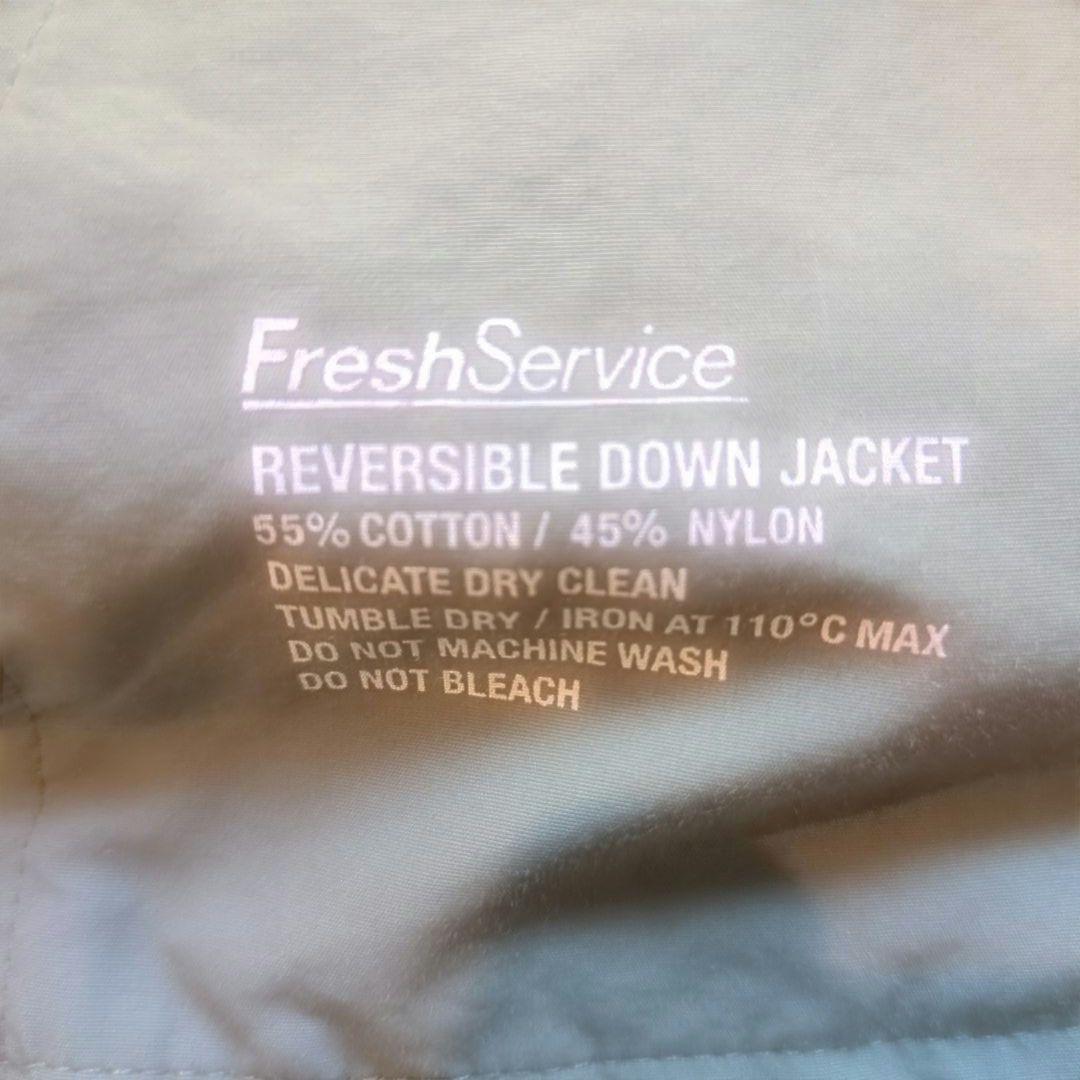 FreshService
REVERSIBLE DOWN JACKET
55% COTTON / 45% NYLON
DELICATE DRY CLEAN
TUMBLE DRY / IRON AT 110°C MAX
DO NOT MACHINE WASH
DO NOT BLEACH